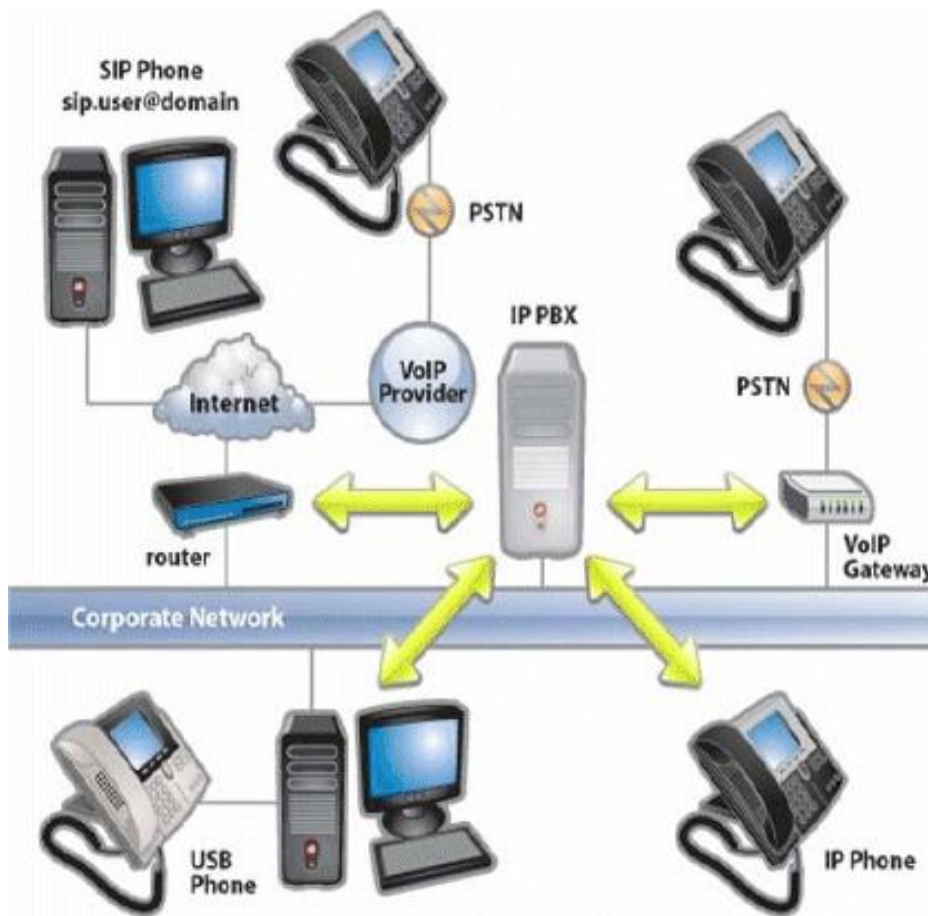 SIP Phone
sip.user@domain
PSTN
IP PBX
VoIP
Provider
Internet
PSTN
router
VoIP
Gateway
Corporate Network
USB
Phone
IP Phone